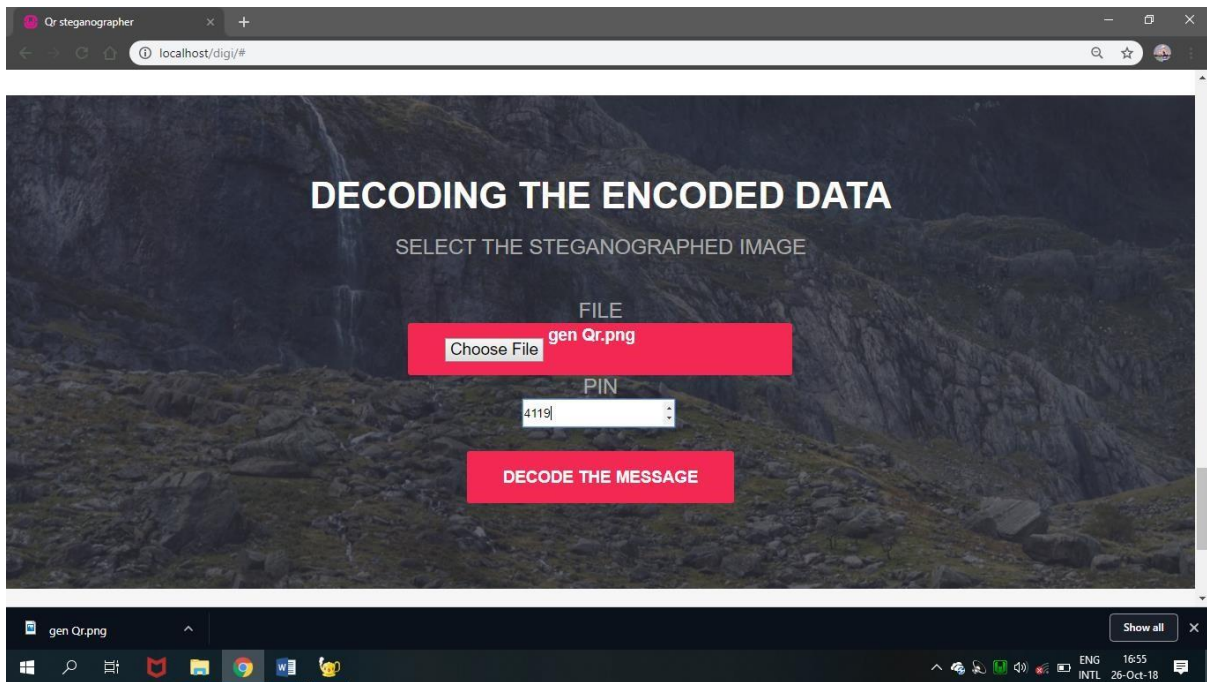 Qr steganographer
localhost/digi/#
DECODING THE ENCODED DATA
SELECT THE STEGANOGRAPHED IMAGE
FILE
Choose File gen Qr.png
PIN
4119
DECODE THE MESSAGE
gen Qr.png
Show all
ENG 16:55
INTL 26-Oct-18